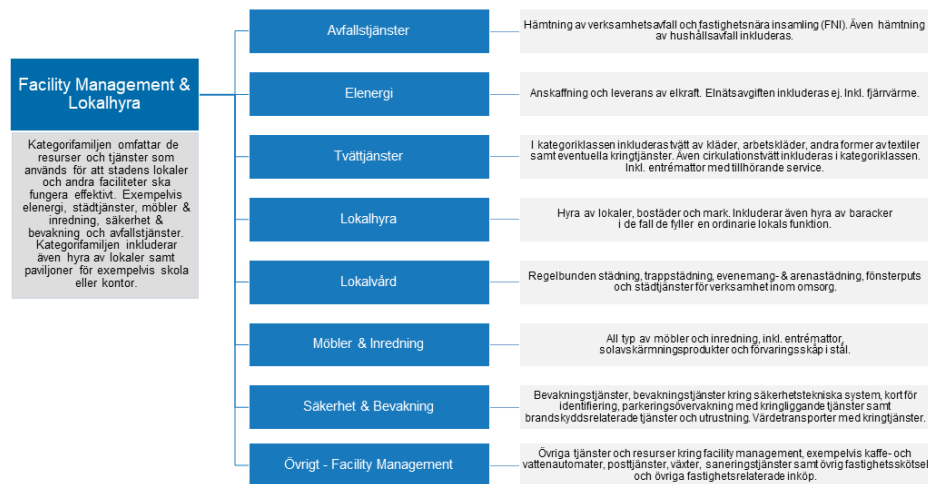 Facility Management &
Lokalhyra
Kategorifamiljen omfattar de
resurser och tjänster som
används för att stadens lokaler
och andra faciliteter ska
fungera effektivt. Exempelvis
elenergi, städtjänster, möbler &
inredning, säkerhet &
bevakning och avfallstjänster.
Kategorifamiljen inkluderar
även hyra av lokaler samt
paviljoner för exempelvis skola
eller kontor.
Avfallstjänster
Hämtning av verksamhetsavfall och fastighetsnära insamling (FNI). Även hämtning
av hushållsavfall inkluderas.
Elenergi
Anskaffning och leverans av elkraft. Elnätsavgiften inkluderas ej. Inkl. fjärrvärme.
Tvättjänster
I kategoriklassen inkluderas tvätt av kläder, arbetskläder, andra former av textiler
samt eventuella kringtjänster. Även cirkulationstvätt inkluderas i kategoriklassen.
Inkl. entrémattor med tillhörande service.
Lokalhyra
Hyra av lokaler, bostäder och mark. Inkluderar även hyra av baracker
i de fall de fyller en ordinarie lokals funktion.
Lokalvård
Regelbunden städning, trappstädning, evenemang- & arenastädning, fönsterputs
och städtjänster för verksamhet inom omsorg.
Möbler & Inredning
All typ av möbler och inredning, inkl. entrémattor,
solavskärmningsprodukter och förvaringsskåp i stål.
Säkerhet & Bevakning
Bevakningstjänster, bevakningstjänster kring säkerhetstekniska system, kort för
identifiering, parkeringsövervakning med kringliggande tjänster samt
brandskyddsrelaterade tjänster och utrustning. Värdetransporter med kringtjänster.
Övrigt - Facility Management
Övriga tjänster och resurser kring facility management, exempelvis kaffe- och
vattenautomater, posttjänster, växter, saneringstjänster samt övrig fastighetsskötsel
och övriga fastighetsrelaterade inköp.